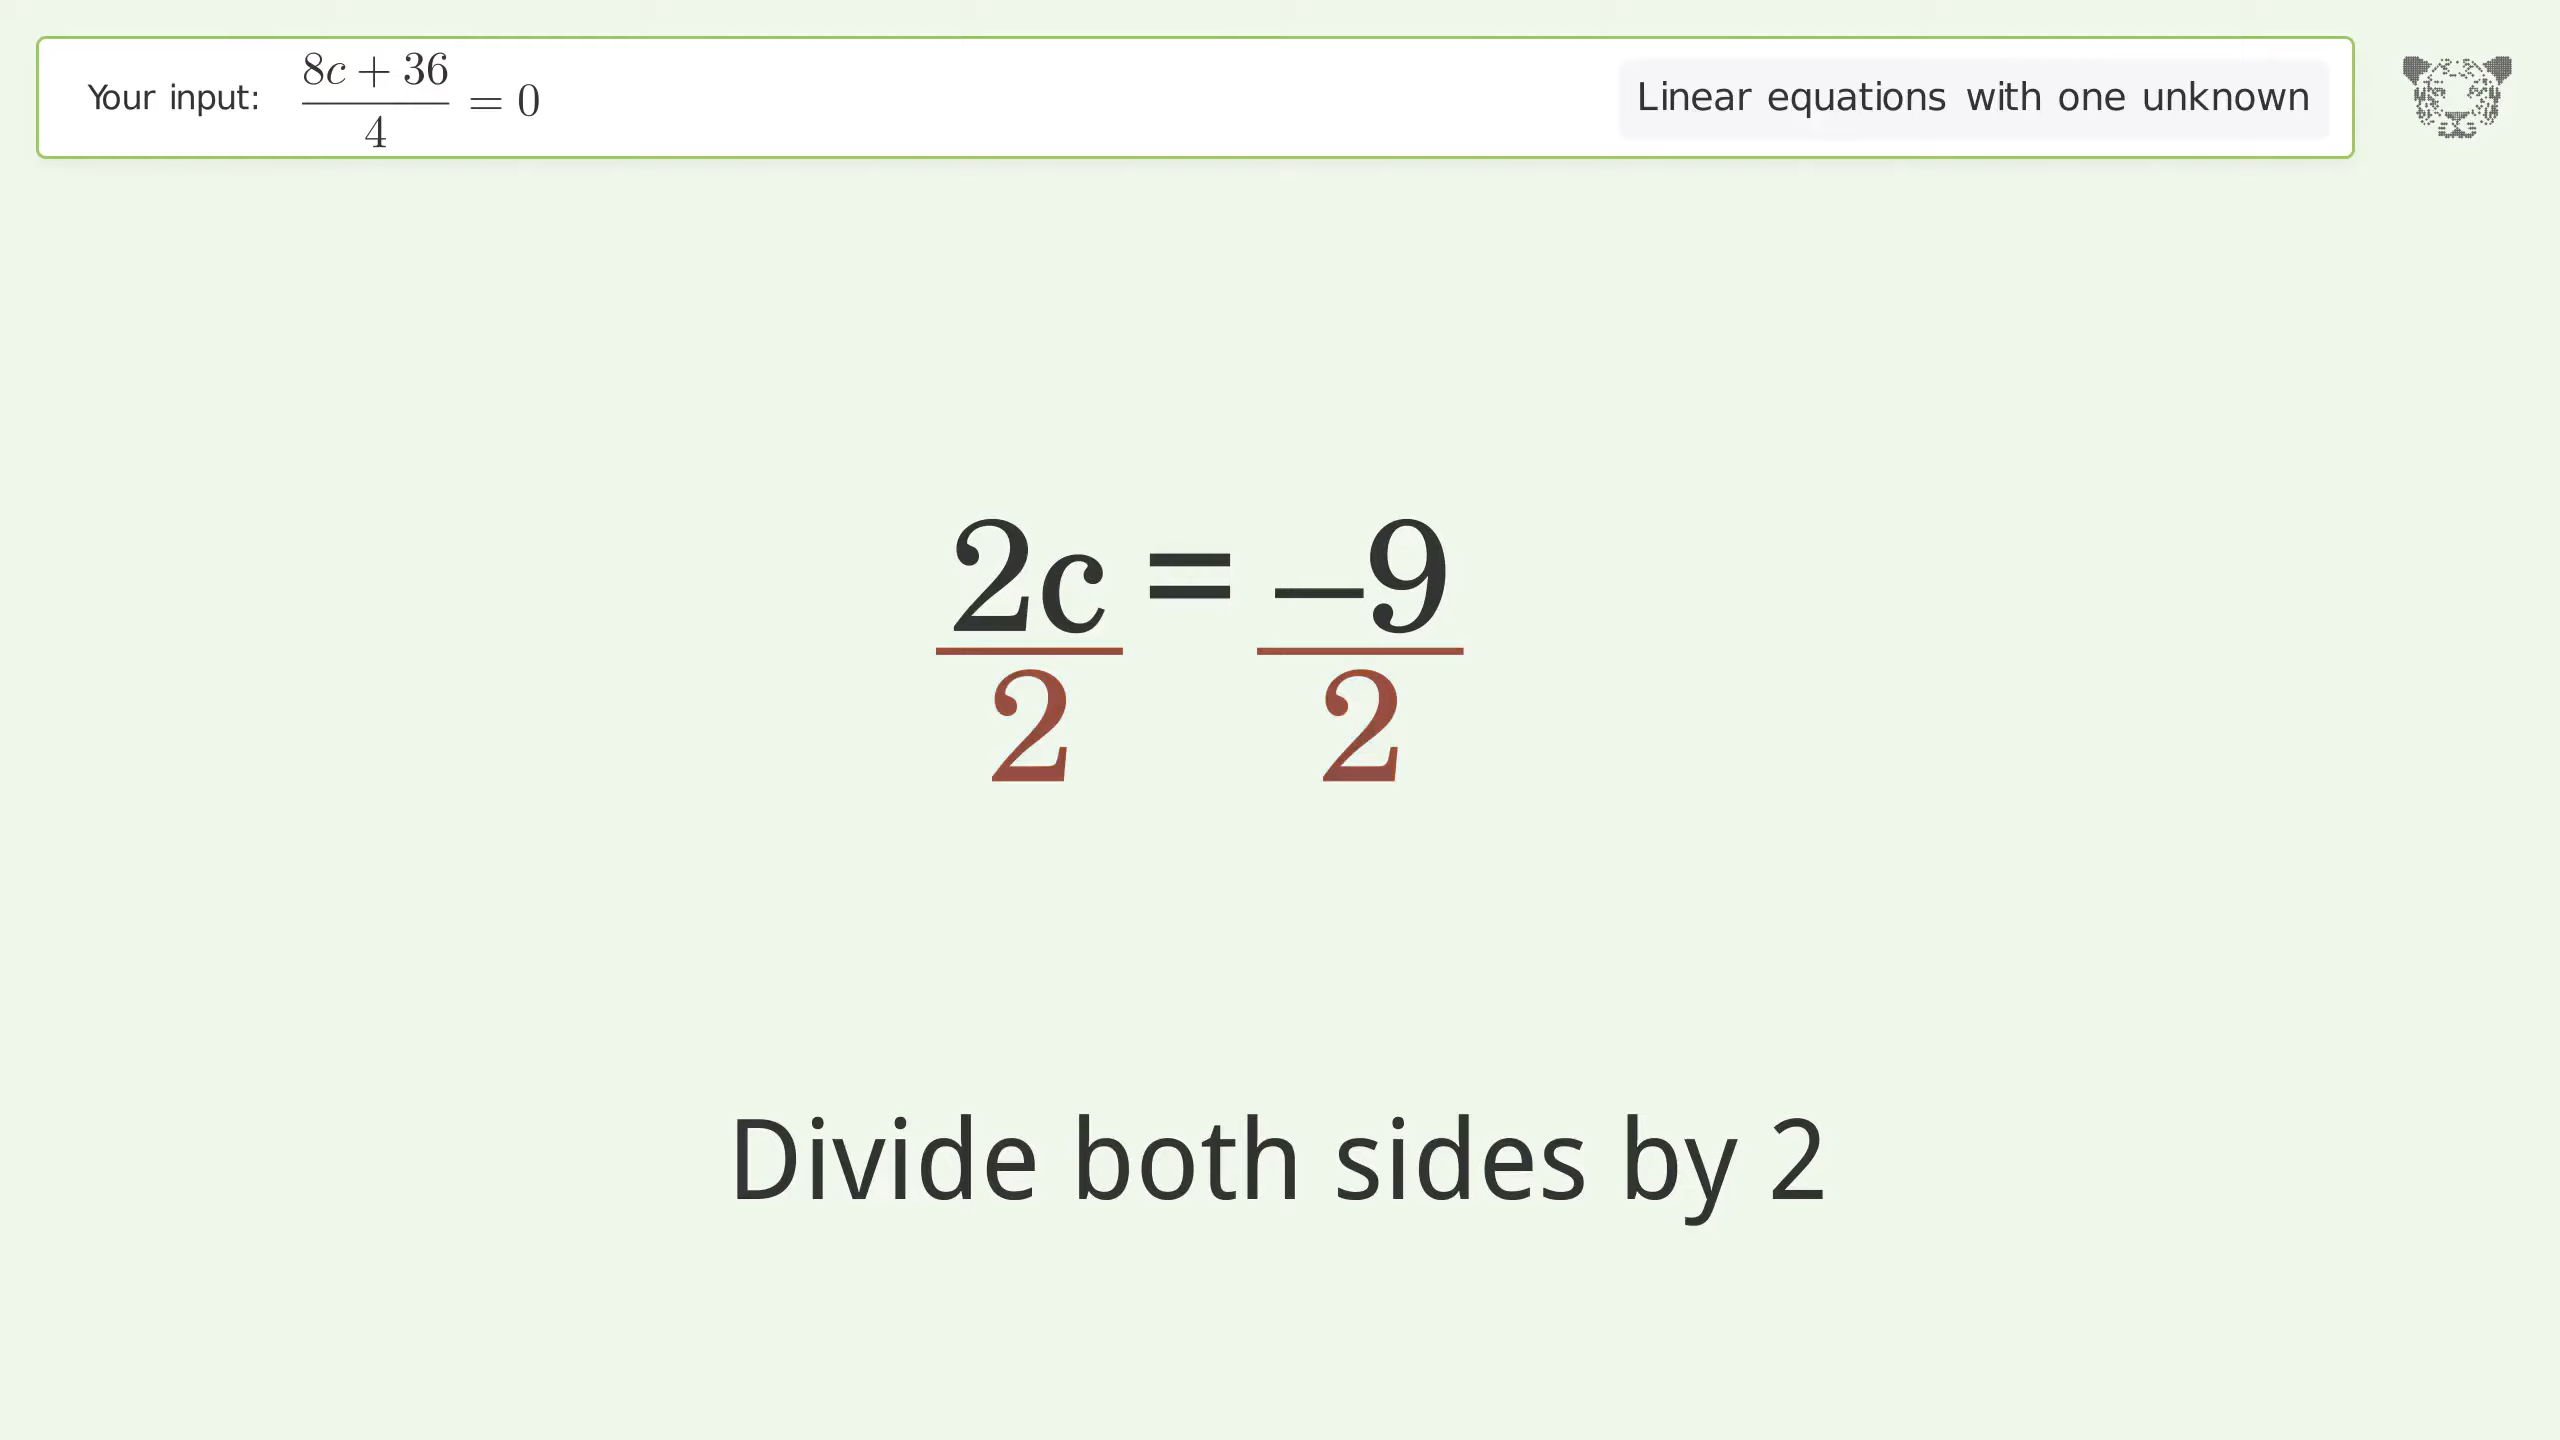 Your input: (8c + 36)/4 = 0
Linear equations with one unknown
2c/2 = –9/2
Divide both sides by 2